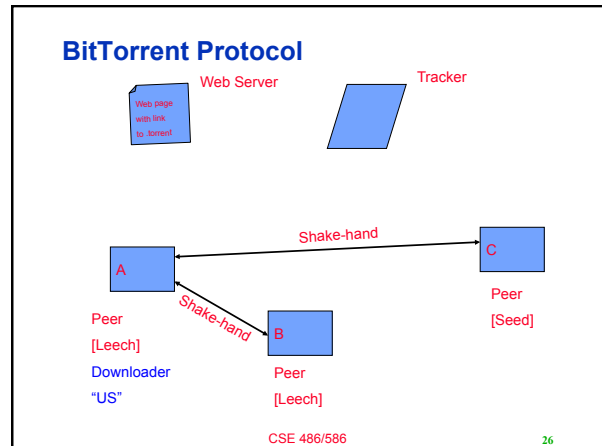 BitTorrent Protocol
Web Server
Tracker
Web page
with link
to .torrent
Shake-hand
C
A
Shake-hand
B
Peer
[Seed]
Peer
[Leech]
Downloader
“US”
Peer
[Leech]
CSE 486/586
26